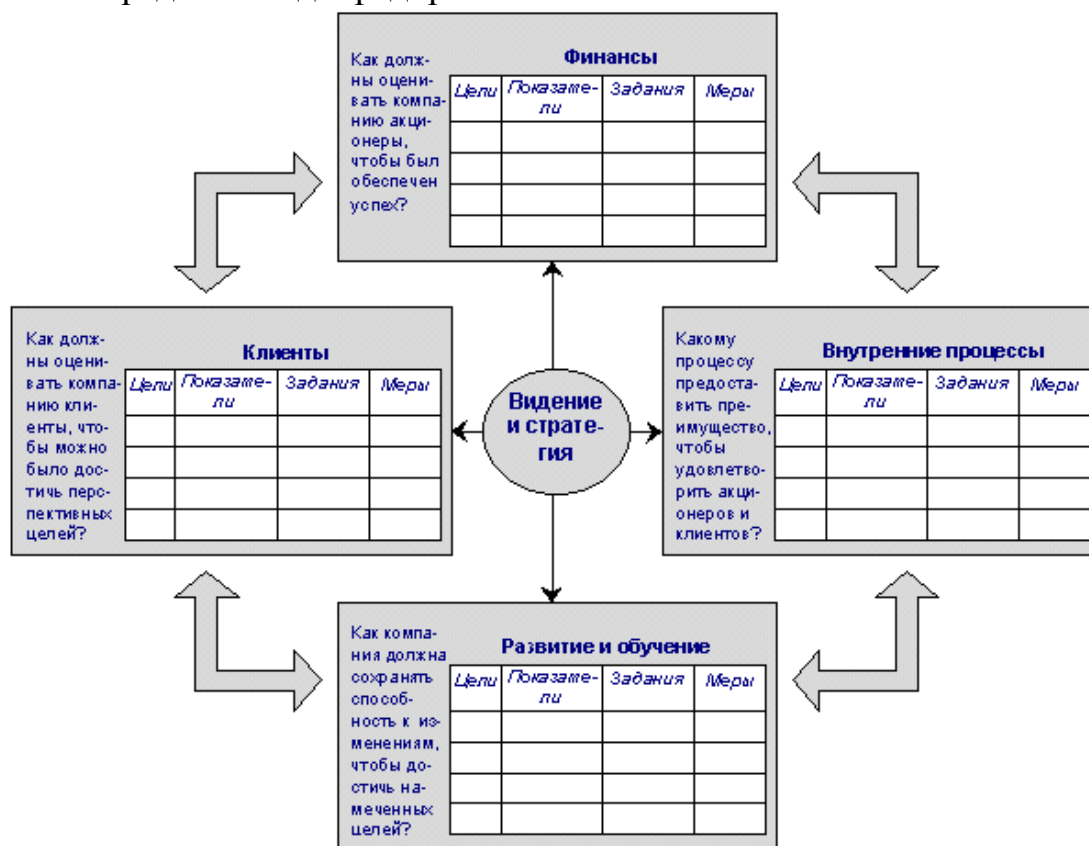 Финансы
Как долж-
ны оцени-
вать компа-
нию акци-
онеры,
чтобы был
обеспечен
успех?
Цели Показате- Задания Меры
ли
Клиенты
Как долж-
ны оцени-
вать компа-
нию кли-
енты, что-
бы можно
было дос-
тичь перс-
пективных
целей?
Цели Показате- Задания Меры
ли
Видение
и страте-
гия
Внутренние процессы
Какому
процессу
предоста-
вить пре-
имущество,
чтобы
удовлетво-
рить акци-
онеров и
клиентов?
Цели Показате- Задания Меры
ли
Развитие и обучение
Как компа-
ния должна
сохранять
способ-
ность к из-
менениям,
чтобы до-
стичь на-
меченных
целей?
Цели Показате- Задания Меры
ли